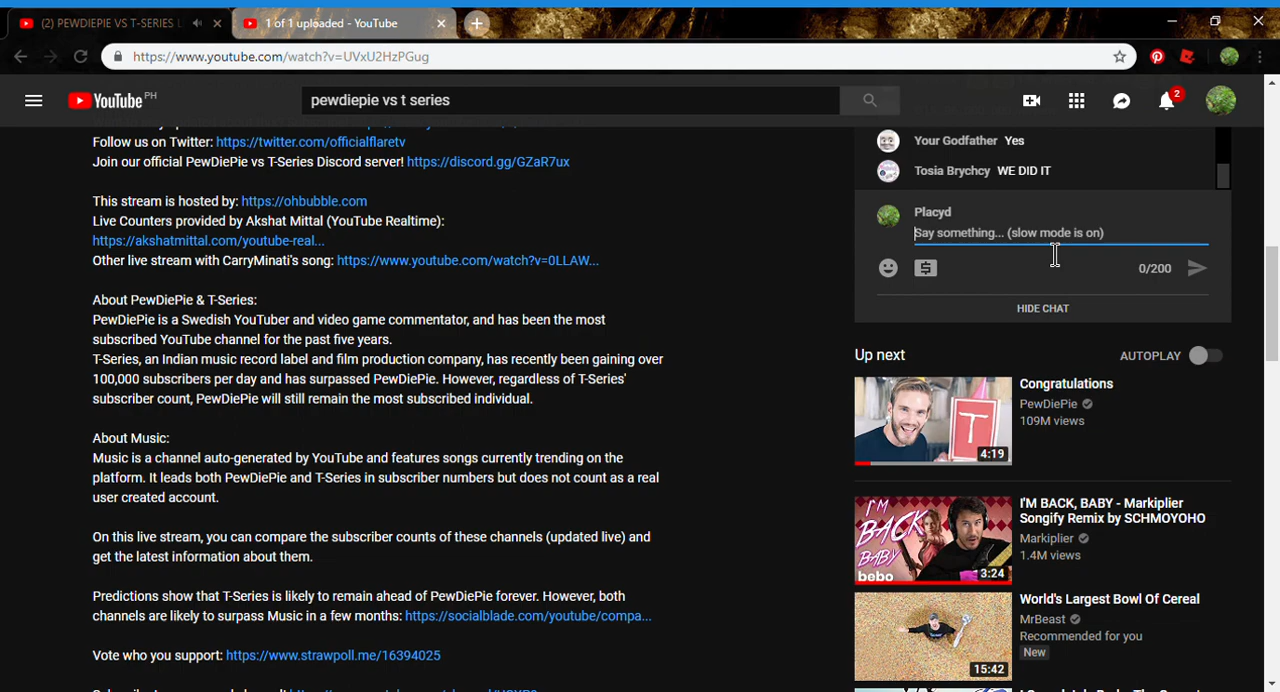 (2) PEWDIEPIE VS T-SERIES L
1 of 1 uploaded - YouTube
https://www.youtube.com/watch?v=UVxU2HzPGug
YouTube PH
pewdiepie vs t series
2
Follow us on Twitter: https://twitter.com/officialflaretv
Join our official PewDiePie vs T-Series Discord server! https://discord.gg/GZaR7ux
This stream is hosted by: https://ohbubble.com
Live Counters provided by Akshat Mittal (YouTube Realtime):
https://akshatmittal.com/youtube-real...
Other live stream with CarryMinati's song: https://www.youtube.com/watch?v=0LLAW...
About PewDiePie & T-Series:
PewDiePie is a Swedish YouTuber and video game commentator, and has been the most
subscribed YouTube channel for the past five years.
T-Series, an Indian music record label and film production company, has recently been gaining over
100,000 subscribers per day and has surpassed PewDiePie. However, regardless of T-Series'
subscriber count, PewDiePie will still remain the most subscribed individual.
About Music:
Music is a channel auto-generated by YouTube and features songs currently trending on the
platform. It leads both PewDiePie and T-Series in subscriber numbers but does not count as a real
user created account.
On this live stream, you can compare the subscriber counts of these channels (updated live) and
get the latest information about them.
Predictions show that T-Series is likely to remain ahead of PewDiePie forever. However, both
channels are likely to surpass Music in a few months: https://socialblade.com/youtube/compa...
Vote who you support: https://www.strawpoll.me/16394025
Your Godfather Yes
Tosia Brychcy WE DID IT
Placyd
Say something... (slow mode is on)
0/200
HIDE CHAT
Up next
AUTOPLAY
T
4:19
Congratulations
PewDiePie
109M views
I'M
BACK
BABY
bebo
3:24
I'M BACK, BABY - Markiplier
Songify Remix by SCHMOYOHO
Markiplier
1.4M views
15:42
World's Largest Bowl Of Cereal
MrBeast
Recommended for you
New